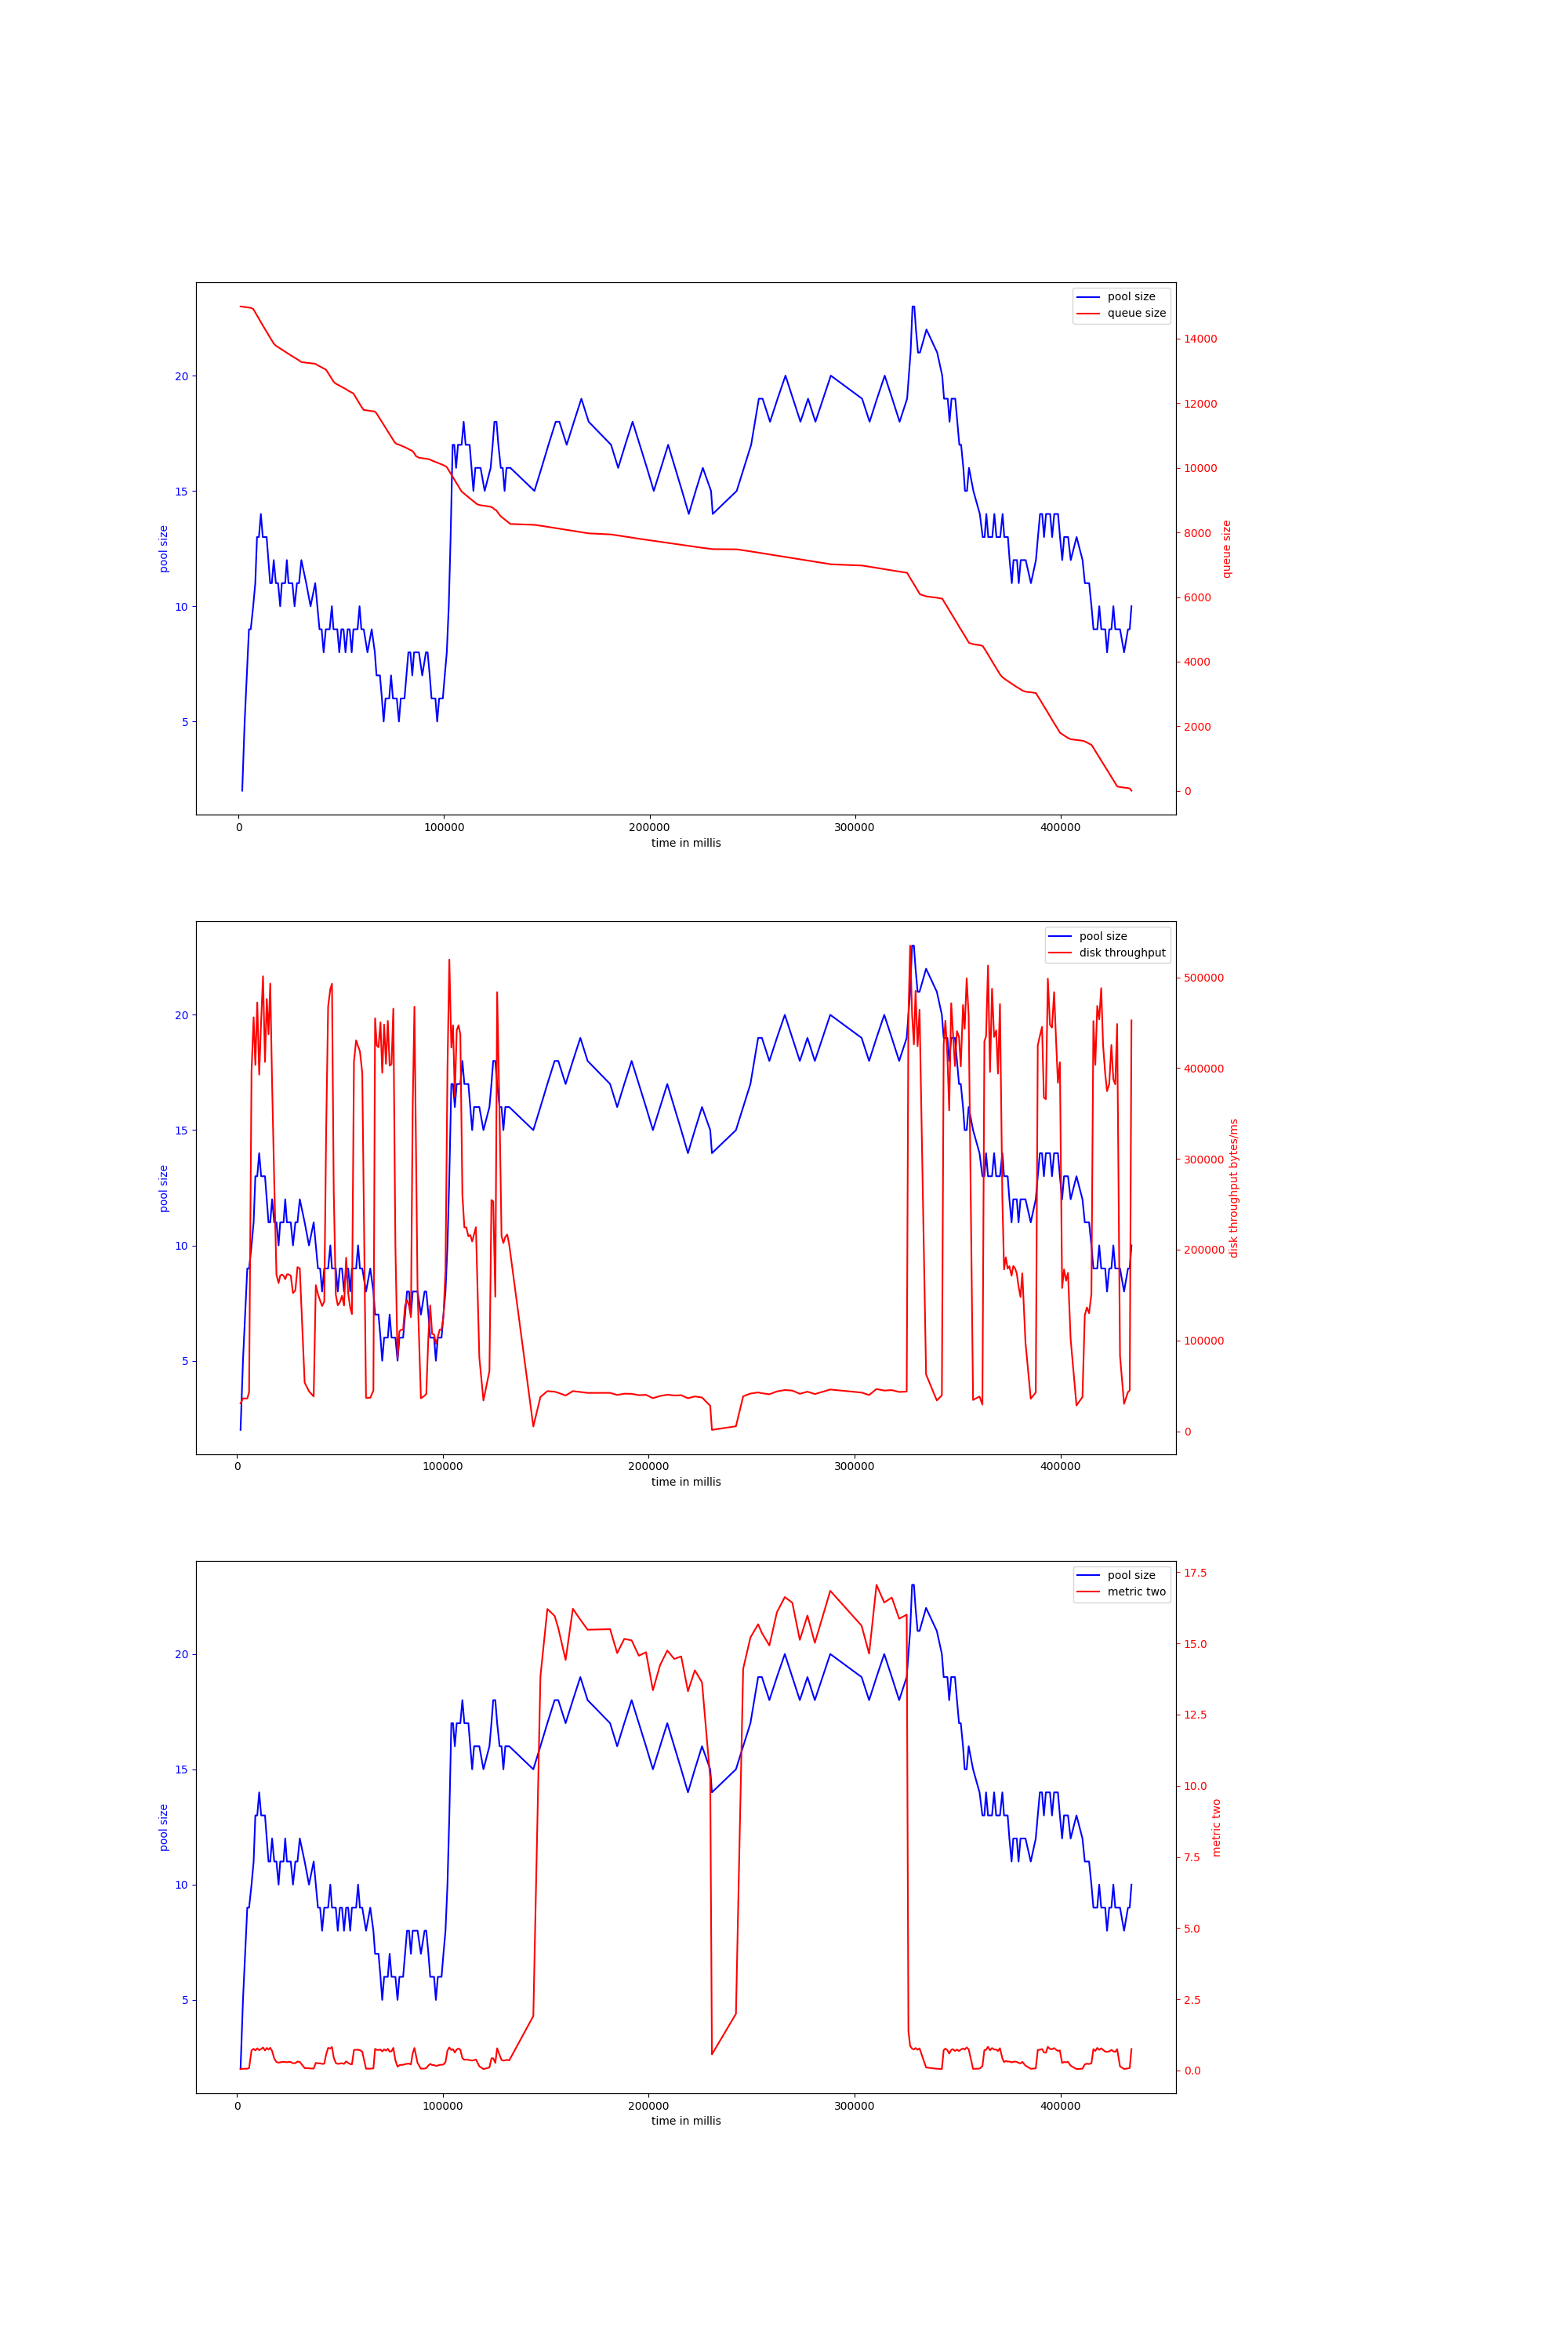 pool size
queue size
20
15
10
5
pool size
14000
12000
10000
8000
6000
4000
2000
0
queue size
0 100000 200000 300000 400000
time in millis
pool size
disk throughput
20
15
10
5
pool size
500000
400000
300000
200000
100000
0
disk throughput bytes/ms
0 100000 200000 300000 400000
time in millis
pool size
metric two
20
15
10
5
pool size
17.5
15.0
12.5
10.0
7.5
5.0
2.5
0.0
metric two
0 100000 200000 300000 400000
time in millis